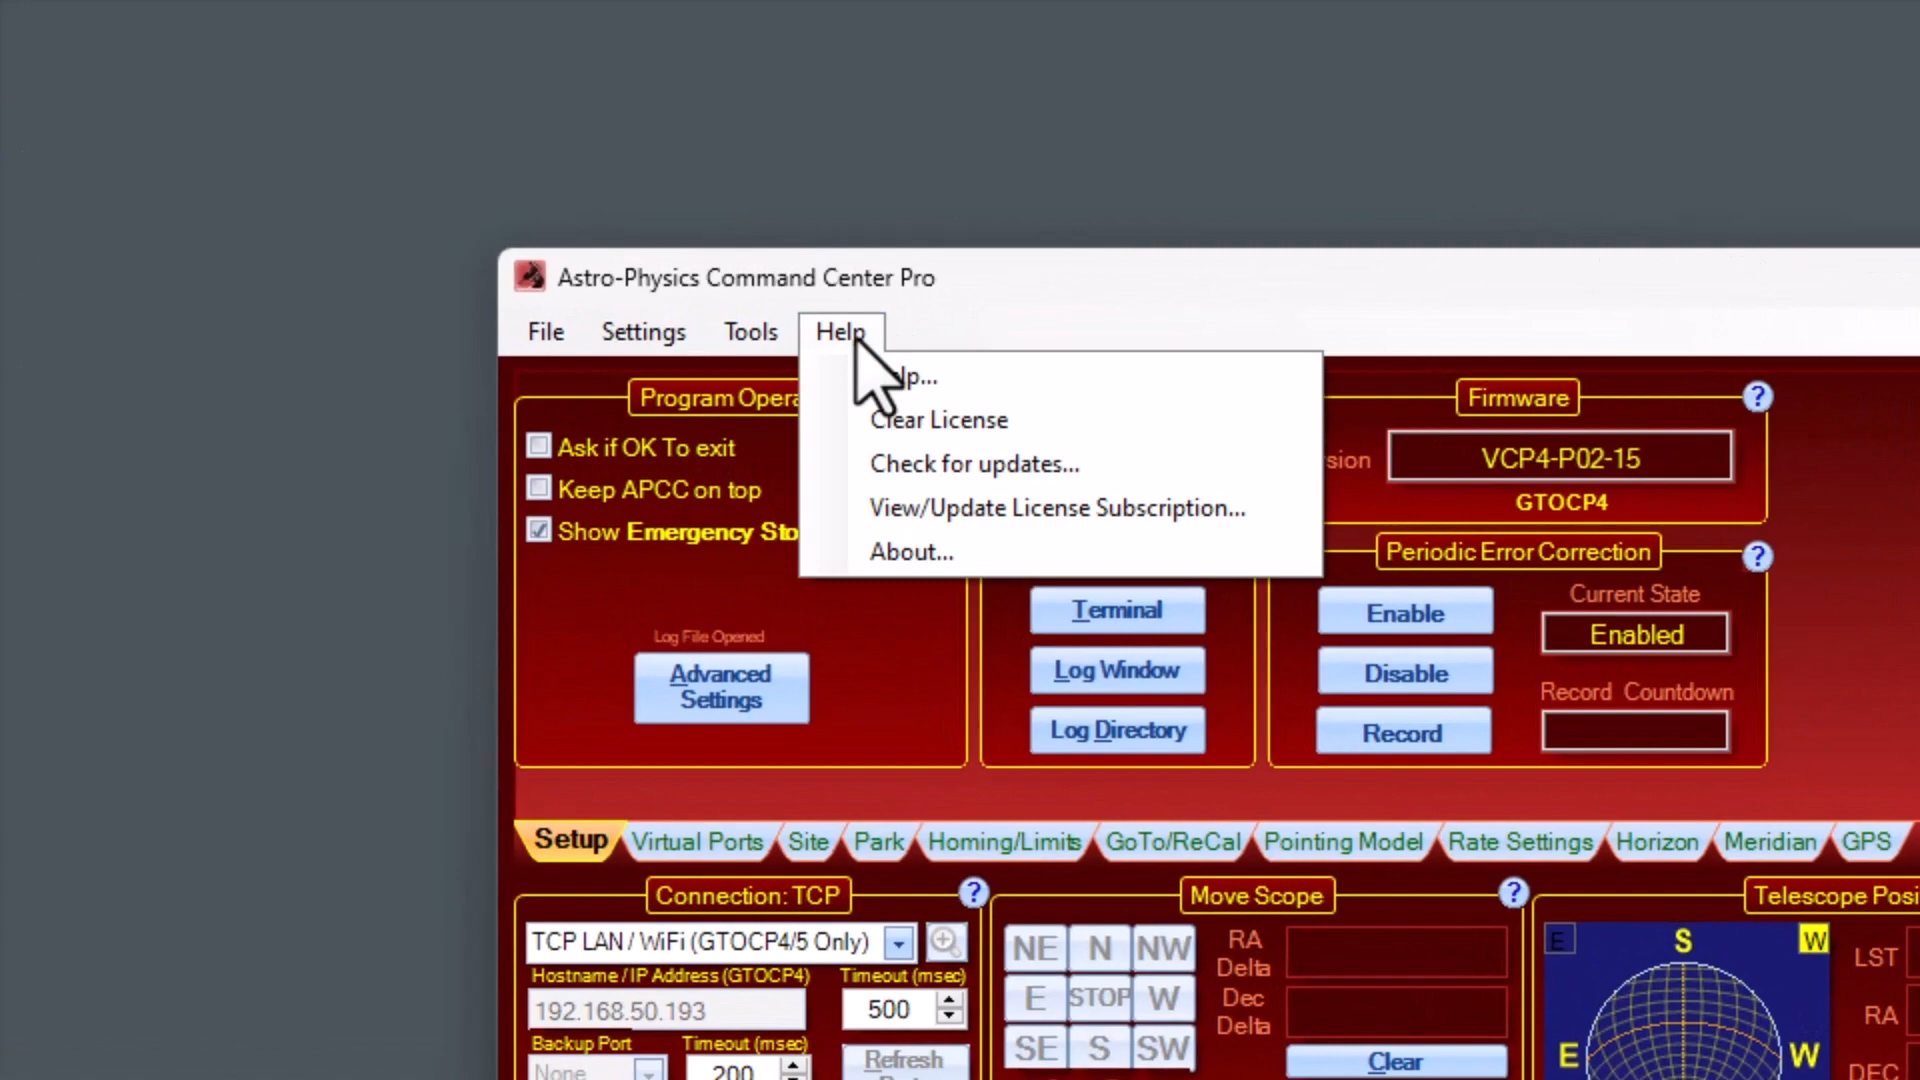 Astro-Physics Command Center Pro
File Settings Tools Help
Clear License
Check for updates...
View/Update License Subscription...
About...
Ask if OK To exit
Keep APCC on top
Show Emergency
Log File Opened
Advanced
Settings
Terminal
Log Window
Log Directory
Firmware
?
VCP4-P02-15
GTOCP4
Periodic Error Correction
?
Enable
Disable
Record
Current State
Enabled
Record Countdown
Setup Virtual Ports Site Park Homing/Limits GoTo/ReCal Pointing Model Rate Settings Horizon Meridian GPS
Connection: TCP
?
TCP LAN / WiFi (GTOCP4/5 Only)
Hostname / IP Address (GTOCP4) Timeout (msec)
192.168.50.193 500
Backup Port Timeout (msec)
None 200
Refresh
Move Scope
?
NE N NW
E STOP W
SE S SW
RA
Delta
Dec
Delta
Clear
Telescope
E S W
E W
LST
RA
DEC